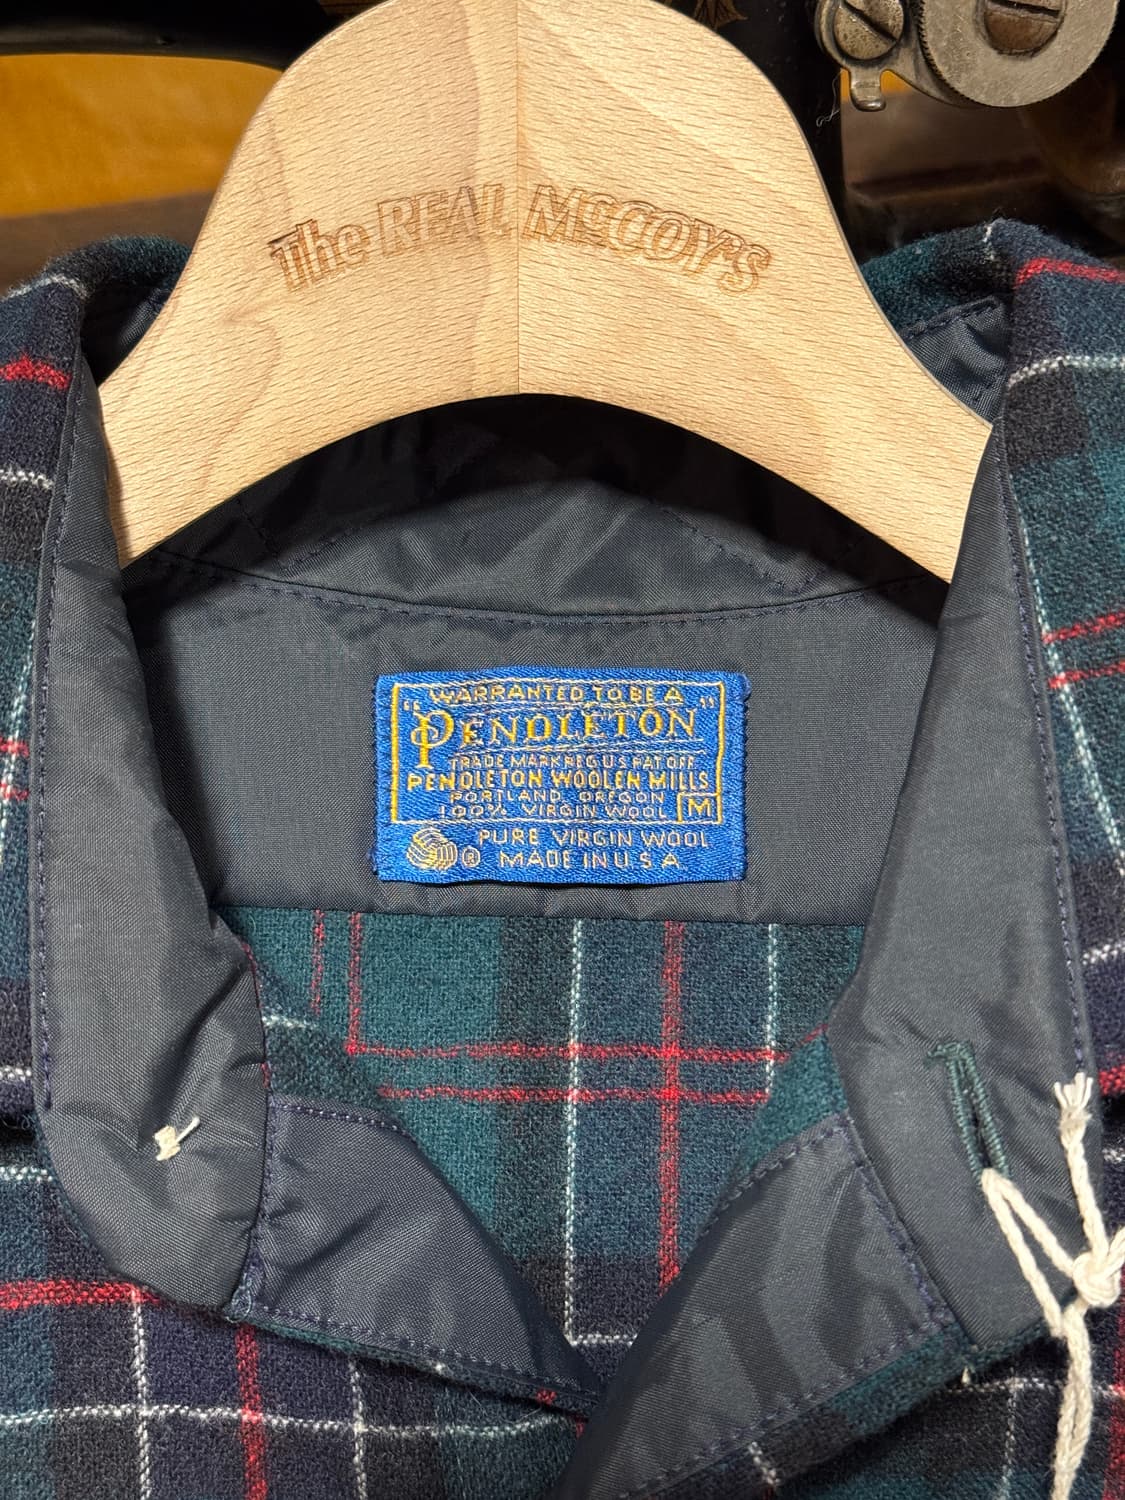 The REAL McCOY'S
WARRANTED TO BE A
"PENDLETON"
TRADE MARK REG US PAT OFF
PENDLETON WOOLEN MILLS
PORTLAND, OREGON
100% VIRGIN WOOL M
PURE VIRGIN WOOL
® MADE IN U S A